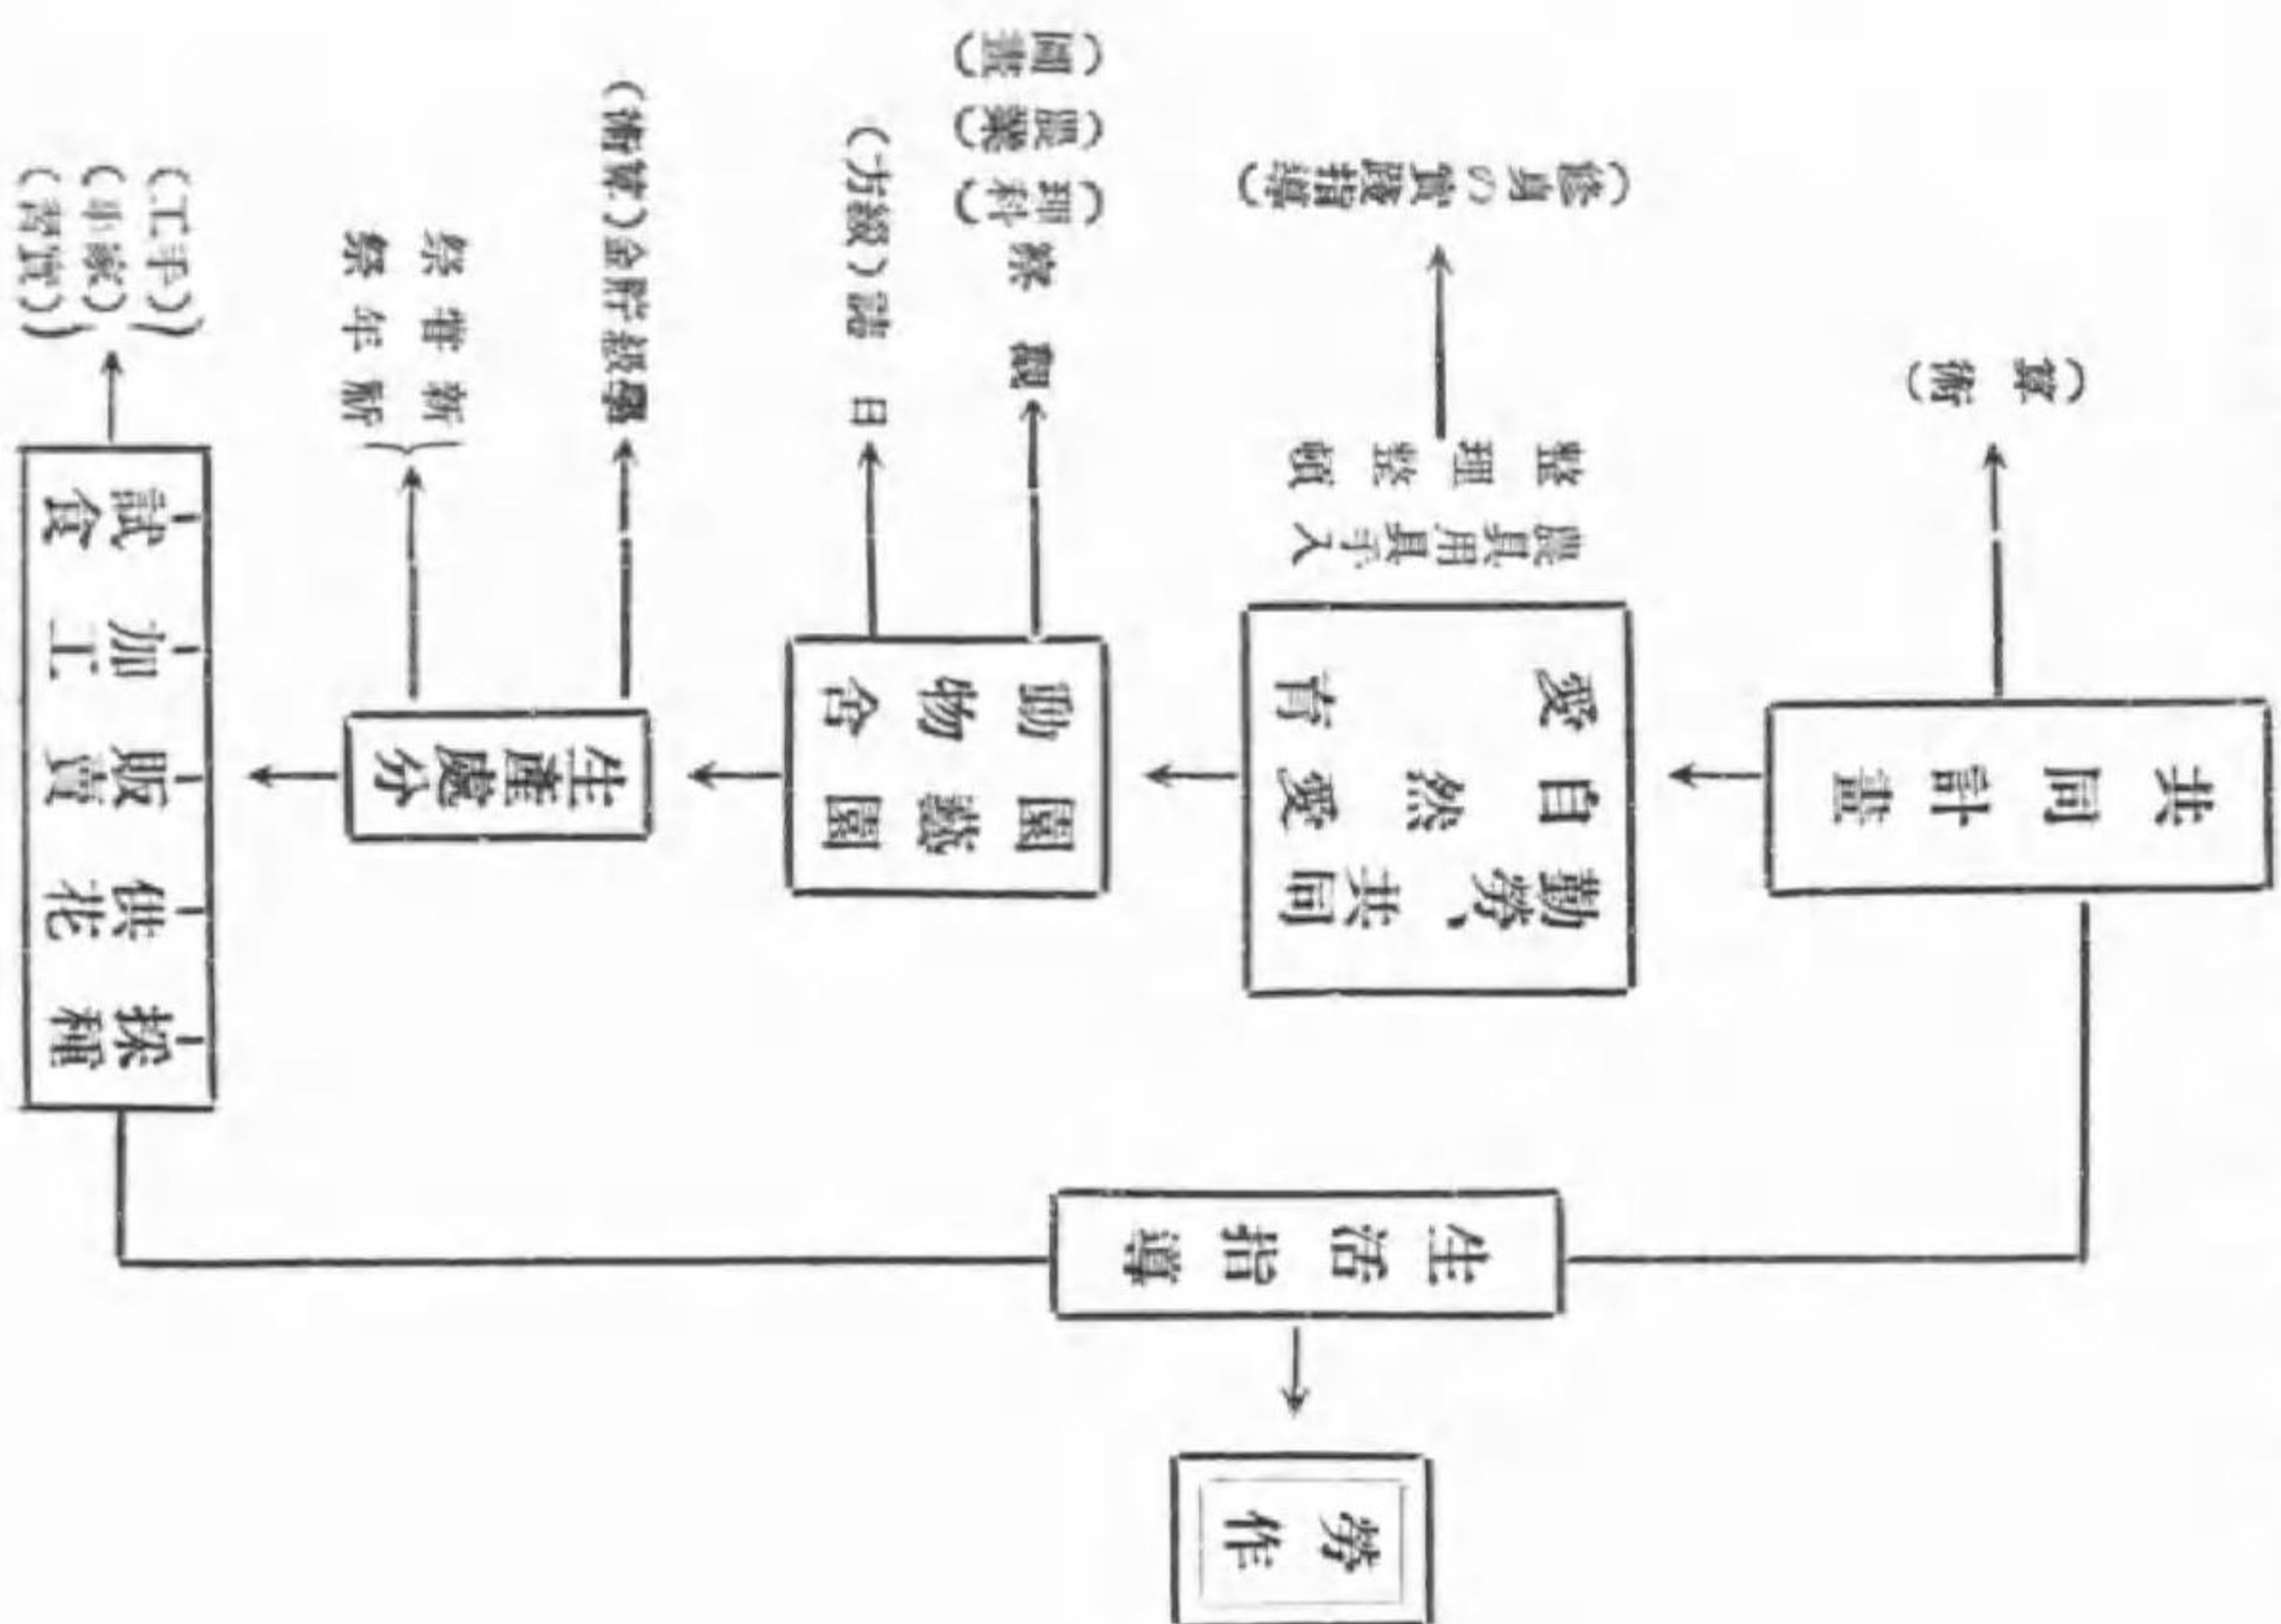 勞作
生活指導
共同計畫
(算術)
勤勞、共同
自然愛
愛育
農具用具手入
整理整頓
(修身の實踐指導)
園藝園
動物舍
觀察
(理科)
(農業)
(圖畫)
日誌(綴方)
生產處分
學級貯金(算術)
新嘗祭
祈年祭
採種
供花
販賣
加工
試食
(手工)
(家事)
(實習)